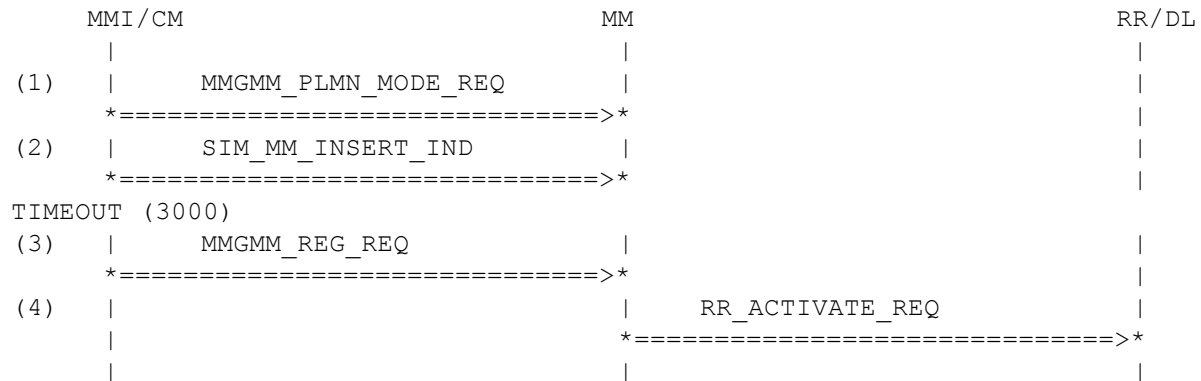 MMI/CM MM RR/DL
| | |
(1) | MMGMM_PLMN_MODE_REQ | |
*==============================>* |
(2) | SIM_MM_INSERT_IND | |
*==============================>* |
TIMEOUT (3000)
(3) | MMGMM_REG_REQ | |
*==============================>* |
(4) | | RR_ACTIVATE_REQ |
| *==============================>*
| | |